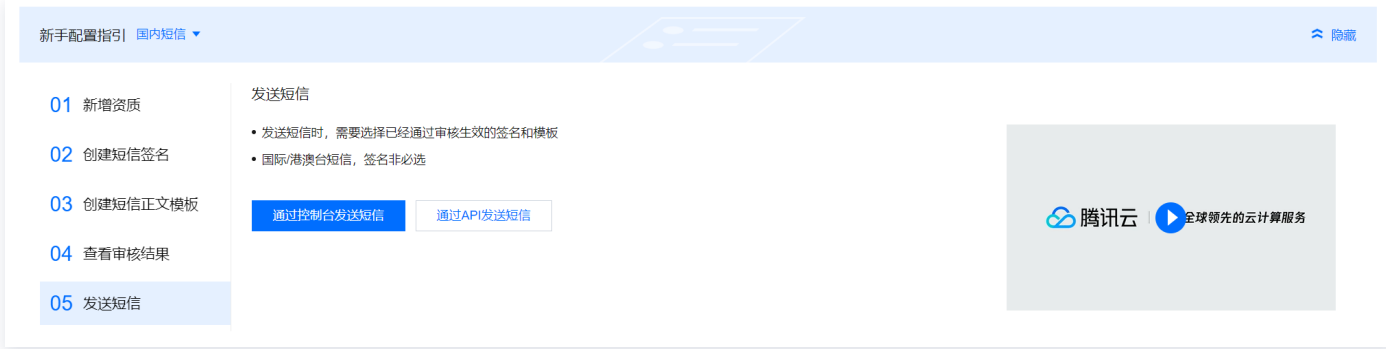 新手配置指引 国内短信
隐藏
01 新增资质
02 创建短信签名
03 创建短信正文模板
04 查看审核结果
05 发送短信
发送短信
• 发送短信时，需要选择已经通过审核生效的签名和模板
• 国际/港澳台短信，签名非必选
通过控制台发送短信 通过API发送短信
腾讯云 全球领先的云计算服务